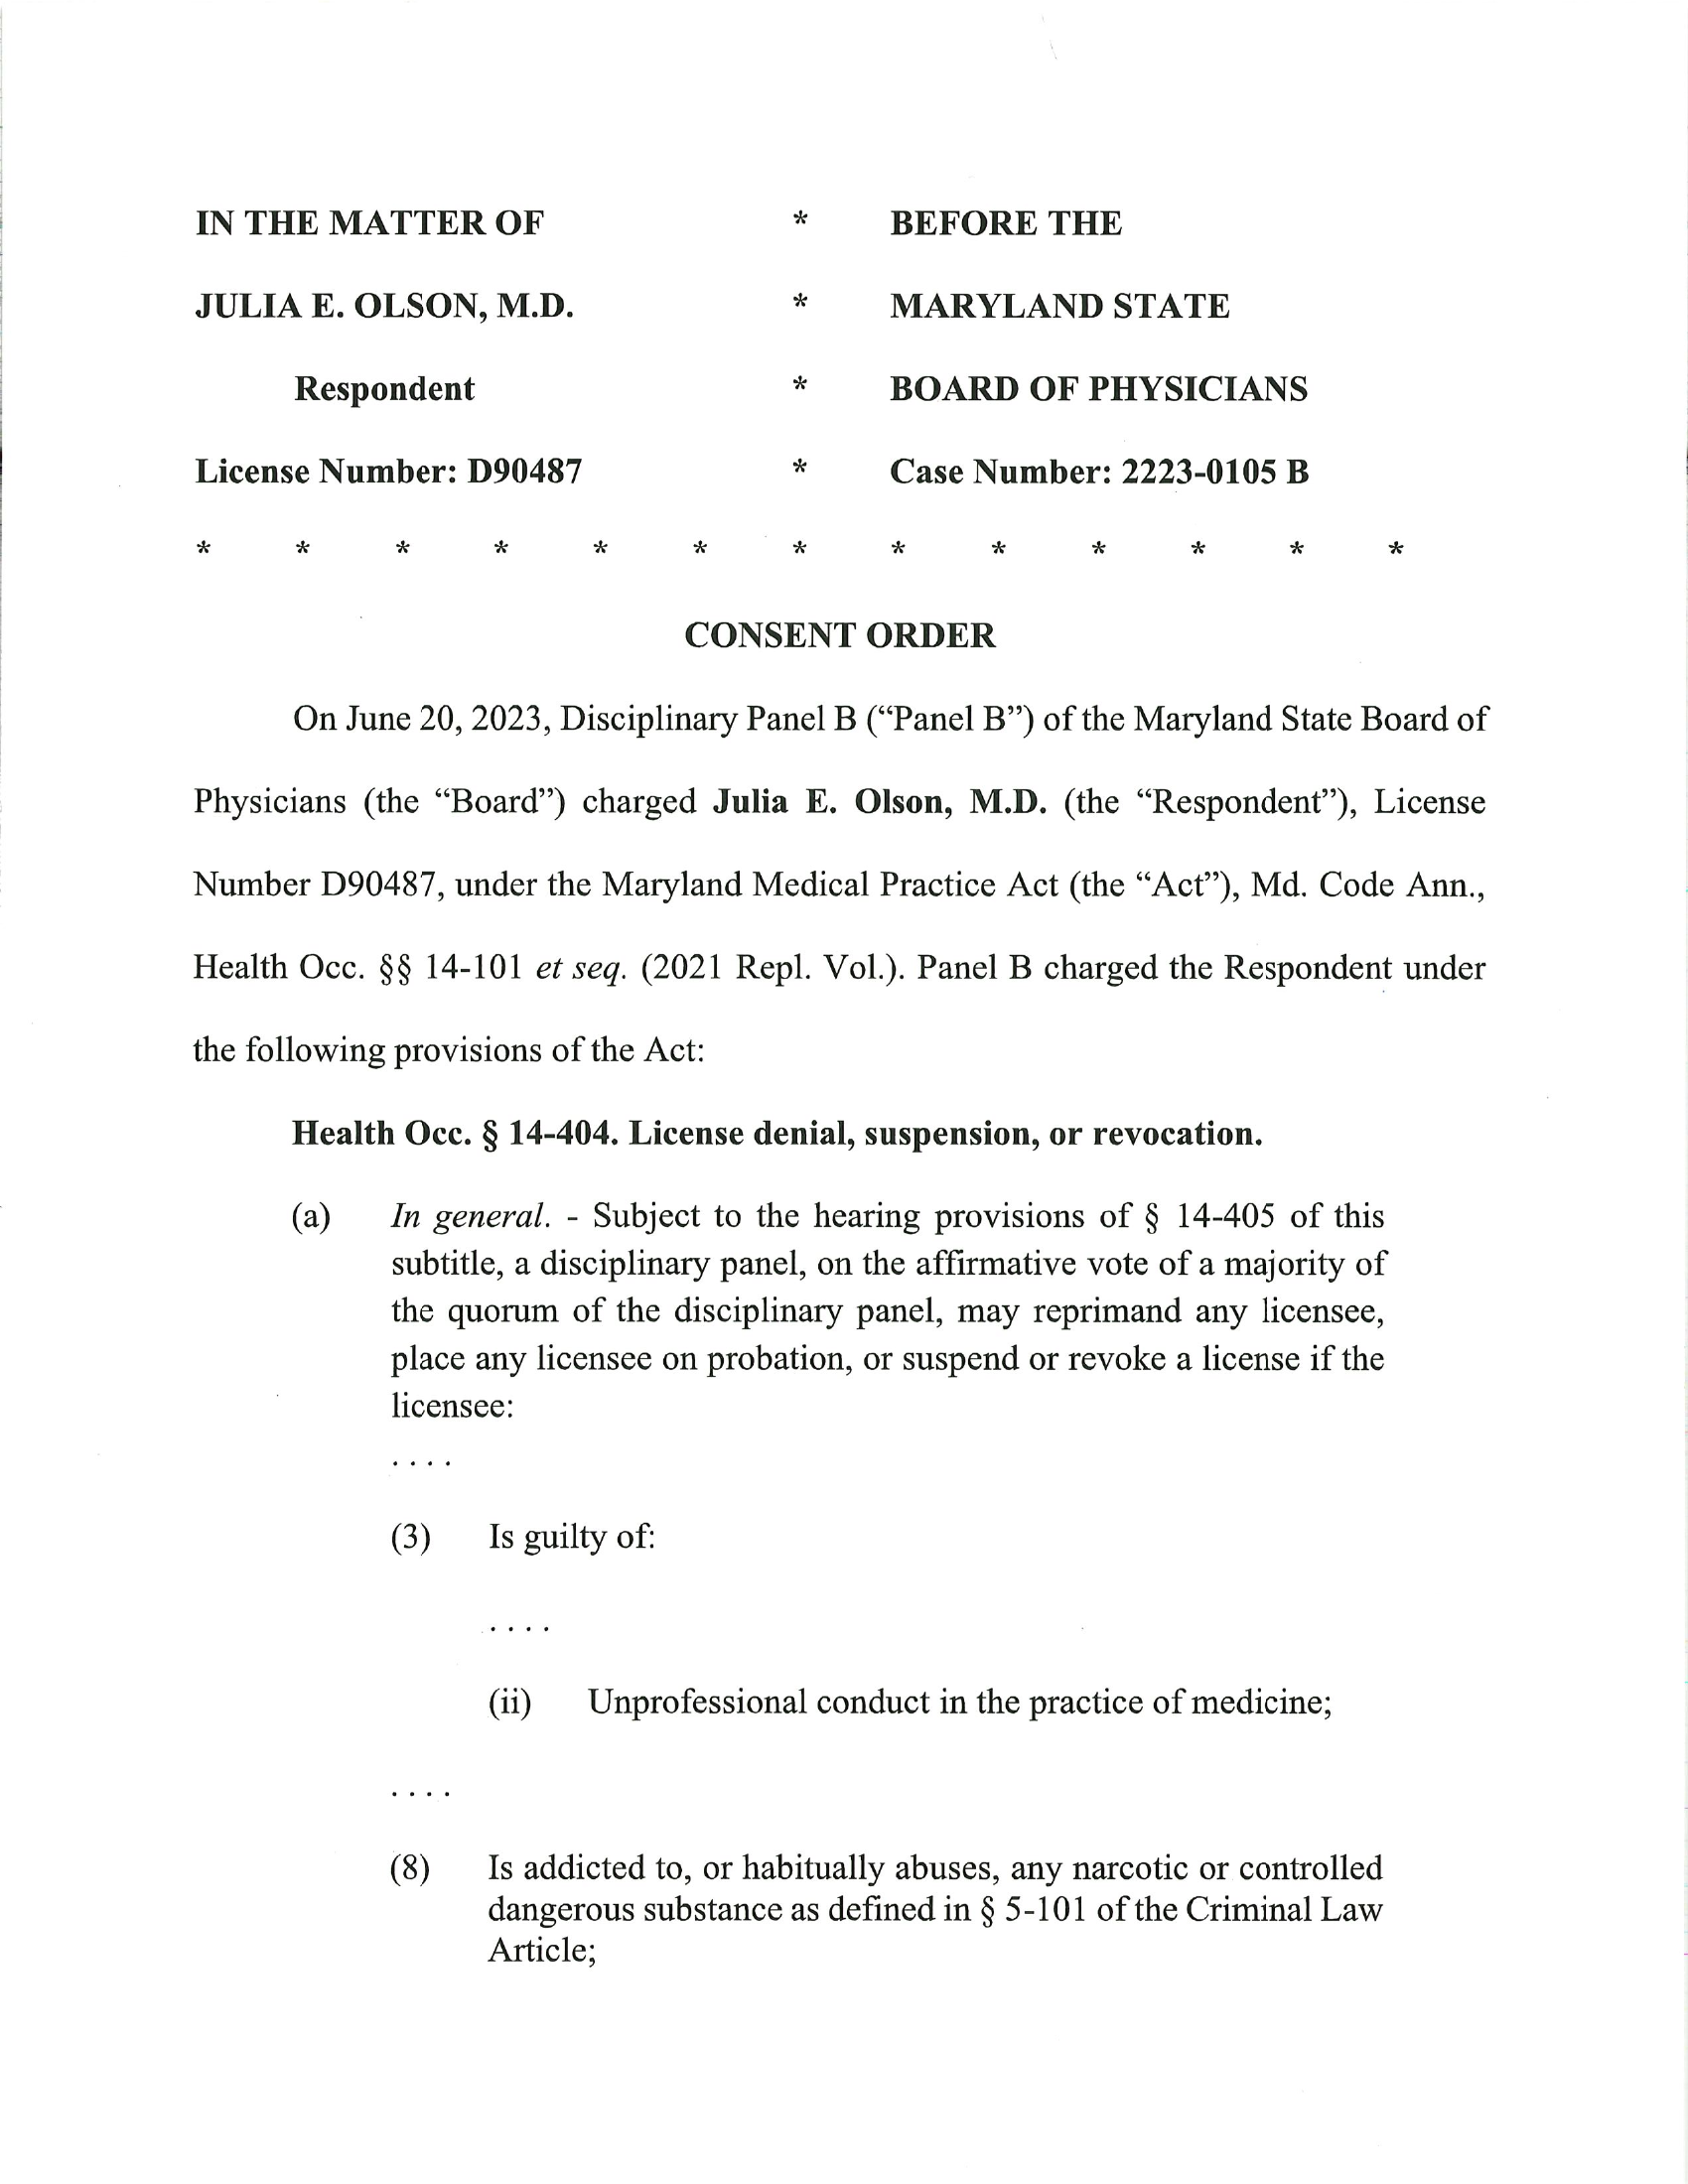 IN THE MATTER OF * BEFORE THE
JULIA E. OLSON, M.D. * MARYLAND STATE
Respondent * BOARD OF PHYSICIANS
License Number: D90487 * Case Number: 2223-0105 B
* * * * * * * * * * * * *
CONSENT ORDER
On June 20, 2023, Disciplinary Panel B (“Panel B”) of the Maryland State Board of
Physicians (the “Board”) charged Julia E. Olson, M.D. (the “Respondent”), License
Number D90487, under the Maryland Medical Practice Act (the “Act”), Md. Code Ann.,
Health Occ. §§ 14-101 et seq. (2021 Repl. Vol.). Panel B charged the Respondent under
the following provisions of the Act:
Health Occ. § 14-404. License denial, suspension, or revocation.
(a) In general. - Subject to the hearing provisions of § 14-405 of this
subtitle, a disciplinary panel, on the affirmative vote of a majority of
the quorum of the disciplinary panel, may reprimand any licensee,
place any licensee on probation, or suspend or revoke a license if the
licensee:
. . . .
(3) Is guilty of:
. . . .
(ii) Unprofessional conduct in the practice of medicine;
. . . .
(8) Is addicted to, or habitually abuses, any narcotic or controlled
dangerous substance as defined in § 5-101 of the Criminal Law
Article;